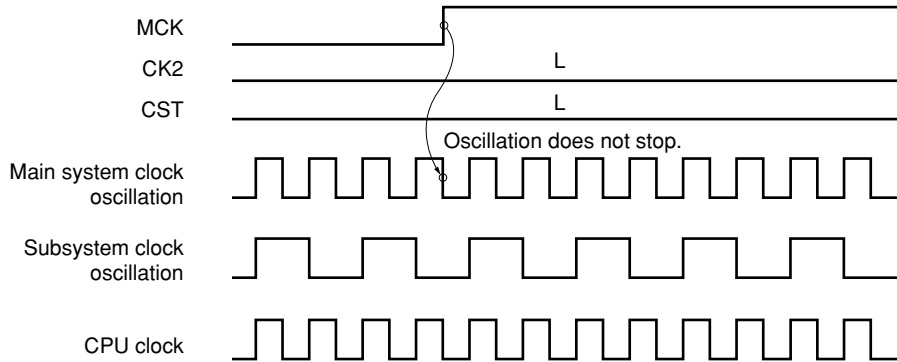 MCK
CK2
L
CST
L
Oscillation does not stop.
Main system clock
oscillation
Subsystem clock
oscillation
CPU clock